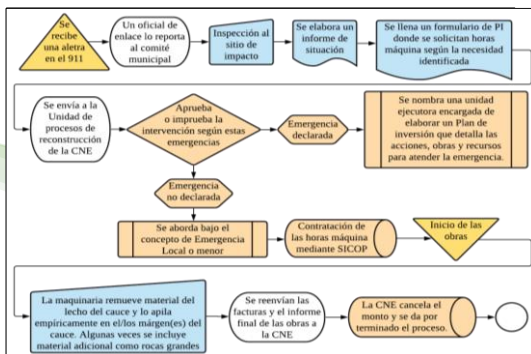 Se
recibe
una aletra
en el 911
Un oficial de
enlace lo reporta
al comité
municipal
Inspección al
sitio de
impacto
Se elabora un
informe de
situación
Se llena un formulario de PI
donde se solicitan horas
máquina según la necesidad
identificada
Se envía a la
Unidad de
procesos de
reconstrucción
de la CNE
Aprueba
o imprueba la
intervención según estas
emergencias
Emergencia
declarada
Se nombra una unidad
ejecutora encargada de
elaborar un Plan de
inversión que detalla las
acciones, obras y recursos
para atender la emergencia.
Emergencia
no declarada
Se aborda bajo el
concepto de Emergencia
Local o menor
Contratación de
las horas máquina
mediante SICOP
Inicio de las
obras
La maquinaria remueve material del
lecho del cauce y lo apila
empíricamente en el/los márgen(es) del
cauce. Algunas veces se incluye
material adicional como rocas grandes
Se reenvían las
facturas y el informe
final de las obras a
la CNE
La CNE cancela el
monto y se da por
terminado el proceso.